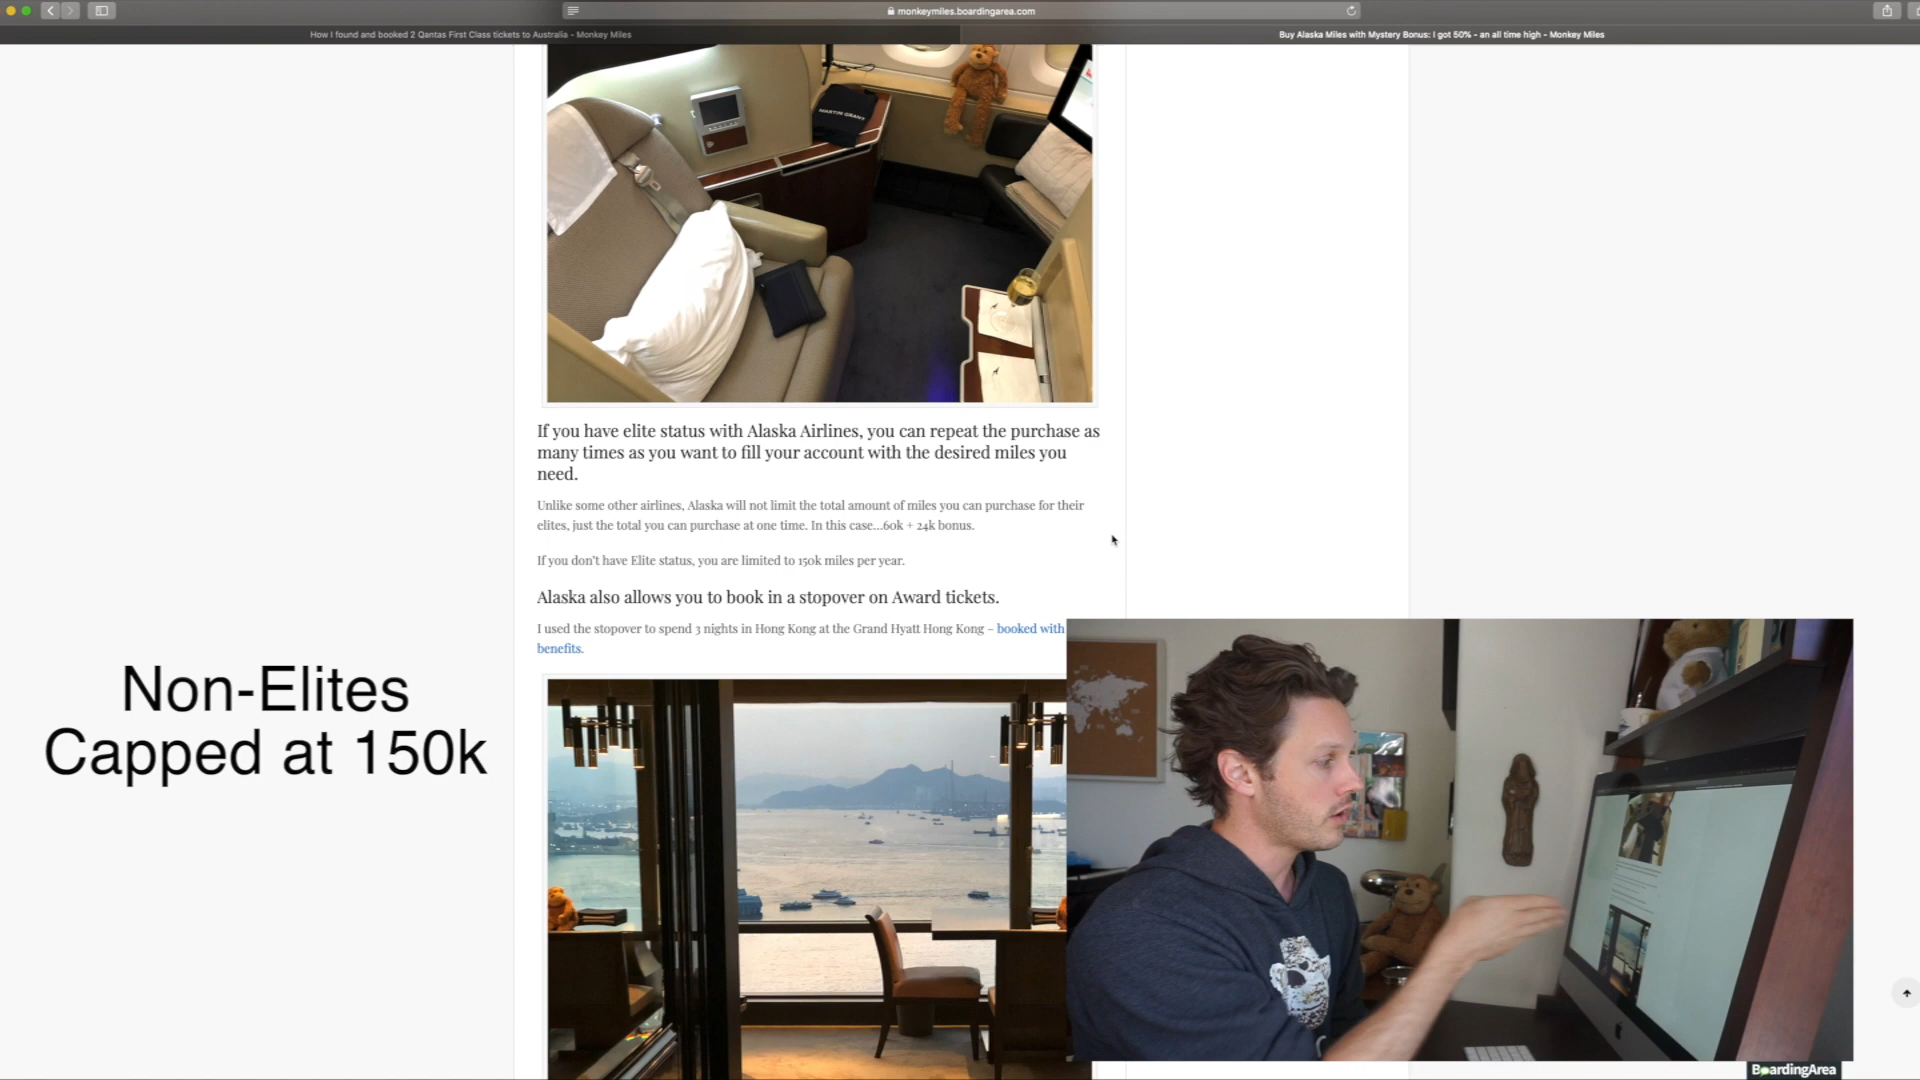 monkeymiles.boardingarea.com
How I found and booked 2 Qantas First Class tickets to Australia - Monkey Miles
Buy Alaska Miles with Mystery Bonus: I got 50% - an all time high - Monkey Miles
MARTIN GRANT
If you have elite status with Alaska Airlines, you can repeat the purchase as
many times as you want to fill your account with the desired miles you
need.
Unlike some other airlines, Alaska will not limit the total amount of miles you can purchase for their
elites, just the total you can purchase at one time. In this case...60k + 24k bonus.
If you don't have Elite status, you are limited to 150k miles per year.
Alaska also allows you to book in a stopover on Award tickets.
I used the stopover to spend 3 nights in Hong Kong at the Grand Hyatt Hong Kong – booked with
benefits.
Non-Elites
Capped at 150k
BoardingArea